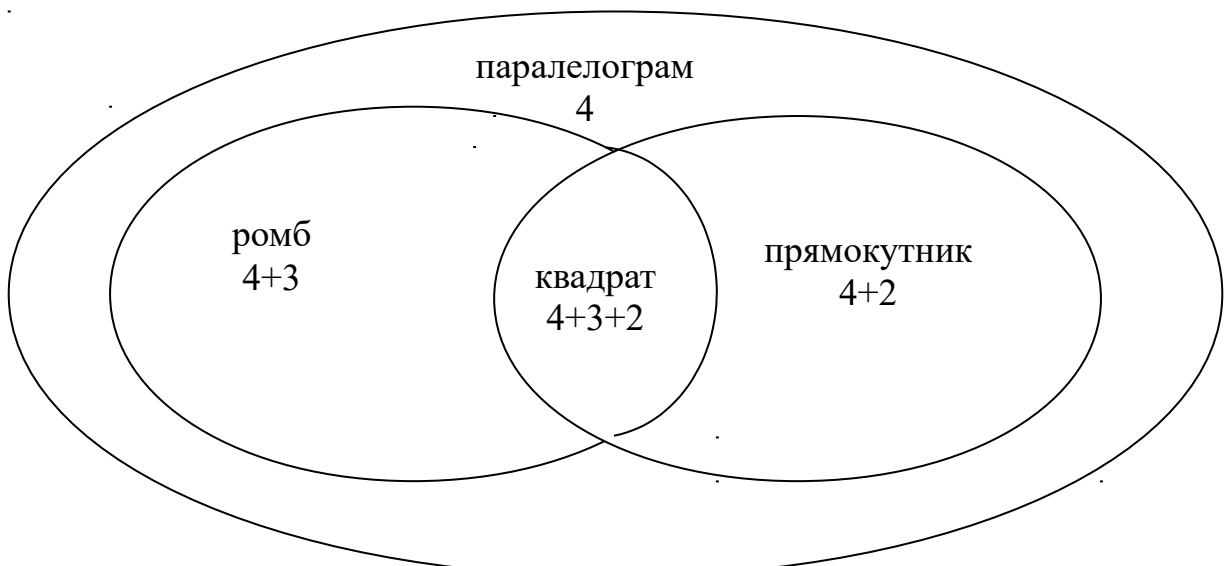 паралелограм
4
ромб
4+3
квадрат
4+3+2
прямокутник
4+2